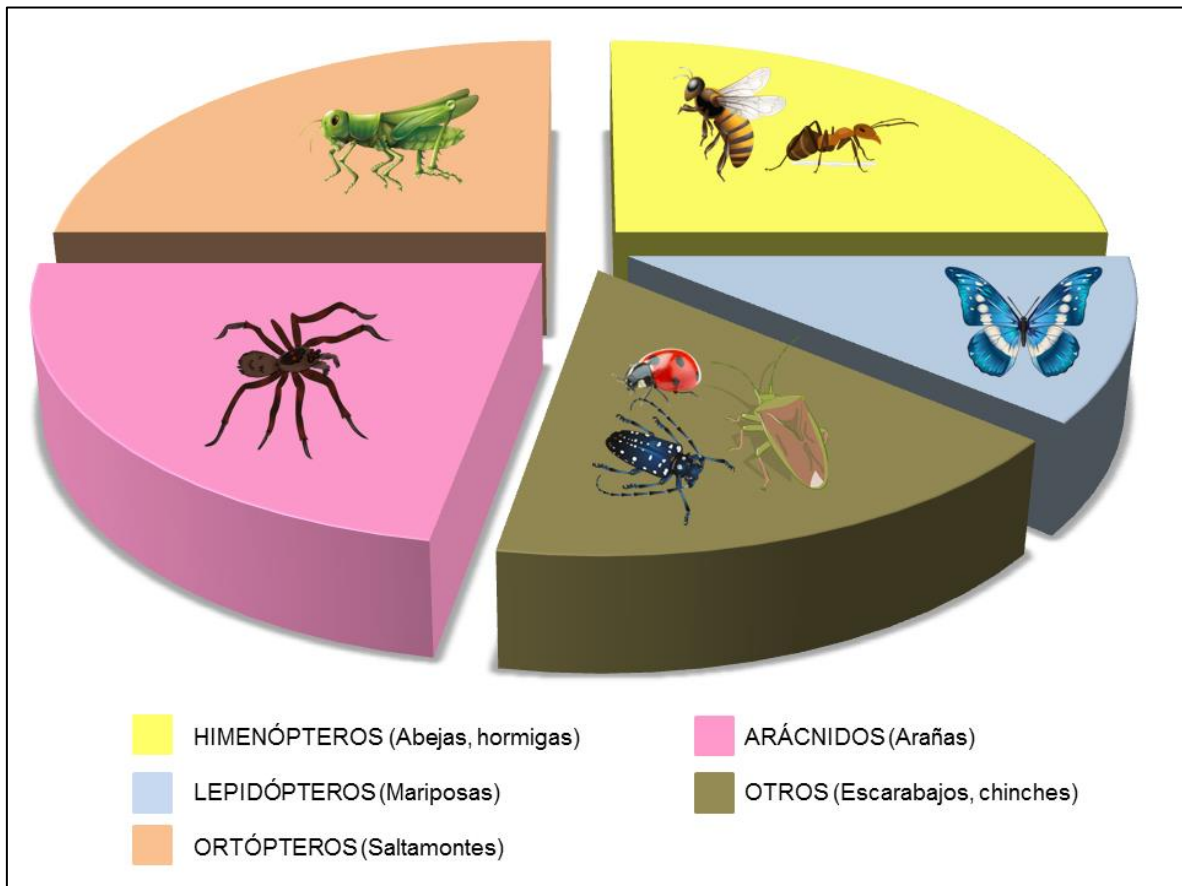 HIMENÓPTEROS (Abejas, hormigas)
LEPIDÓPTEROS (Mariposas)
ORTÓPTEROS (Saltamontes)
ARÁCNIDOS (Arañas)
OTROS (Escarabajos, chinches)